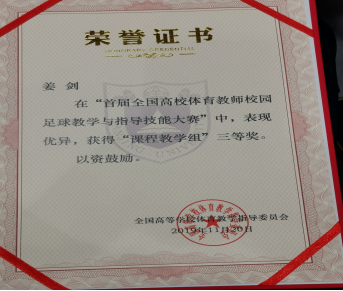 荣誉证书
姜 剑
在“首届全国高校体育教师校园
足球教学与指导技能大赛”中，表现
优异，获得“课程教学组”三等奖。
以资鼓励。
全国高等学校体育教学指导委员会
2019年11月20日